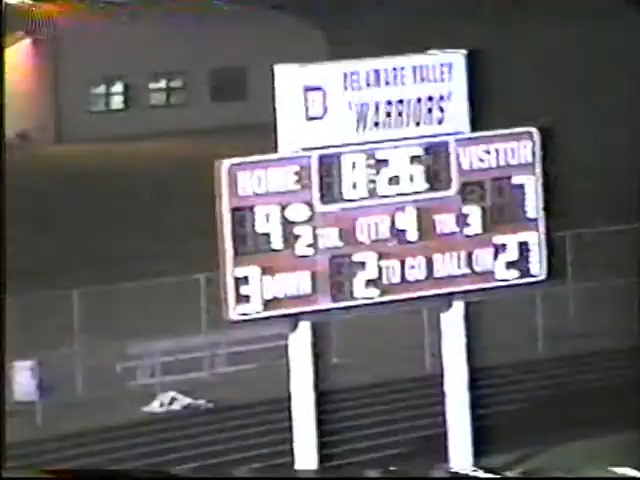 D DELAWARE VALLEY
"WARRIORS"
HOME 0:26 VISITOR
9 7
2 TOL QTR 4 TOL 3
3 DOWN 2 TO GO BALL ON 27